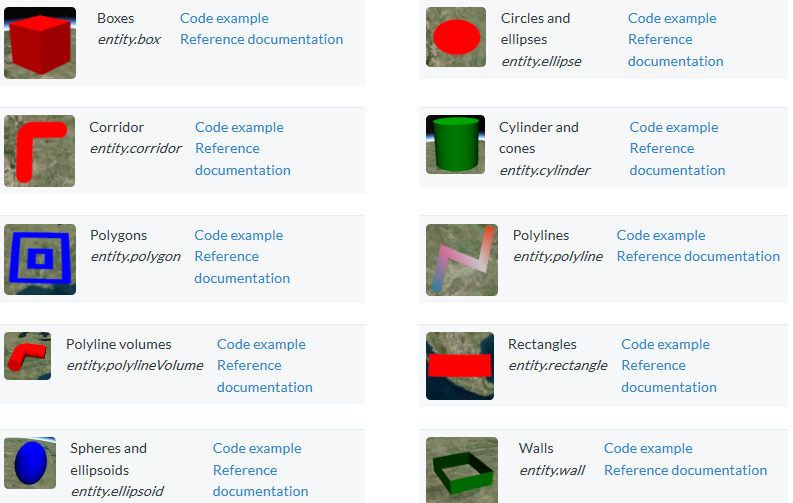 Boxes
entity.box
Code example
Reference documentation
Circles and
ellipses
entity.ellipse
Code example
Reference
documentation
Corridor
entity.corridor
Code example
Reference
documentation
Cylinder and
cones
entity.cylinder
Code example
Reference
documentation
Polygons
entity.polygon
Code example
Reference
documentation
Polylines
entity.polyline
Code example
Reference documentation
Polyline volumes
entity.polylineVolume
Code example
Reference
documentation
Rectangles
entity.rectangle
Code example
Reference
documentation
Spheres and
ellipsoids
entity.ellipsoid
Code example
Reference
documentation
Walls
entity.wall
Code example
Reference documentation